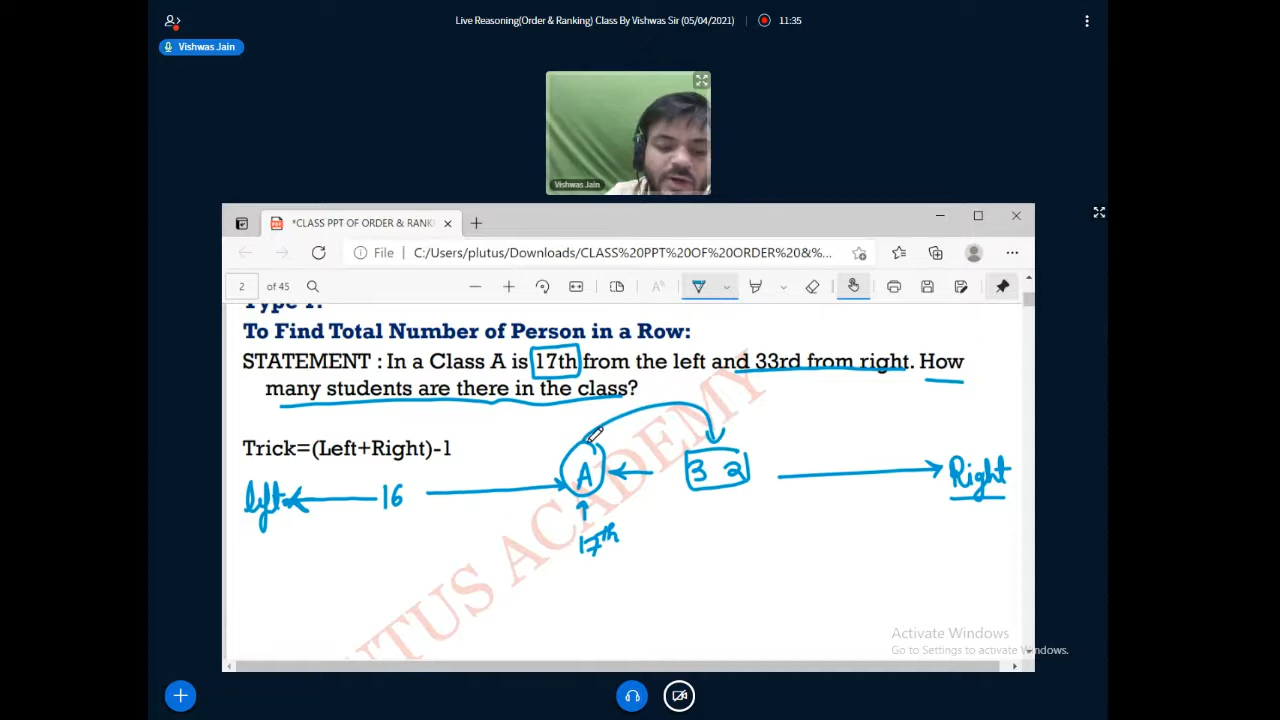 Live Reasoning(Order & Ranking) Class By Vishwas Sir (05/04/2021)
11:35
Vishwas Jain
Vishwas Jain
*CLASS PPT OF ORDER & RANKI
File
C:/Users/plutus/Downloads/CLASS%20PPT%20OF%20ORDER%20&%...
2
of 45
Type 1:
To Find Total Number of Person in a Row:
STATEMENT : In a Class A is 17th from the left and 33rd from right. How
many students are there in the class?
Trick=(Left+Right)-1
left
16
A
32
Right
17th
TUS ACADEMY
Activate Windows
Go to Settings to activate Windows.